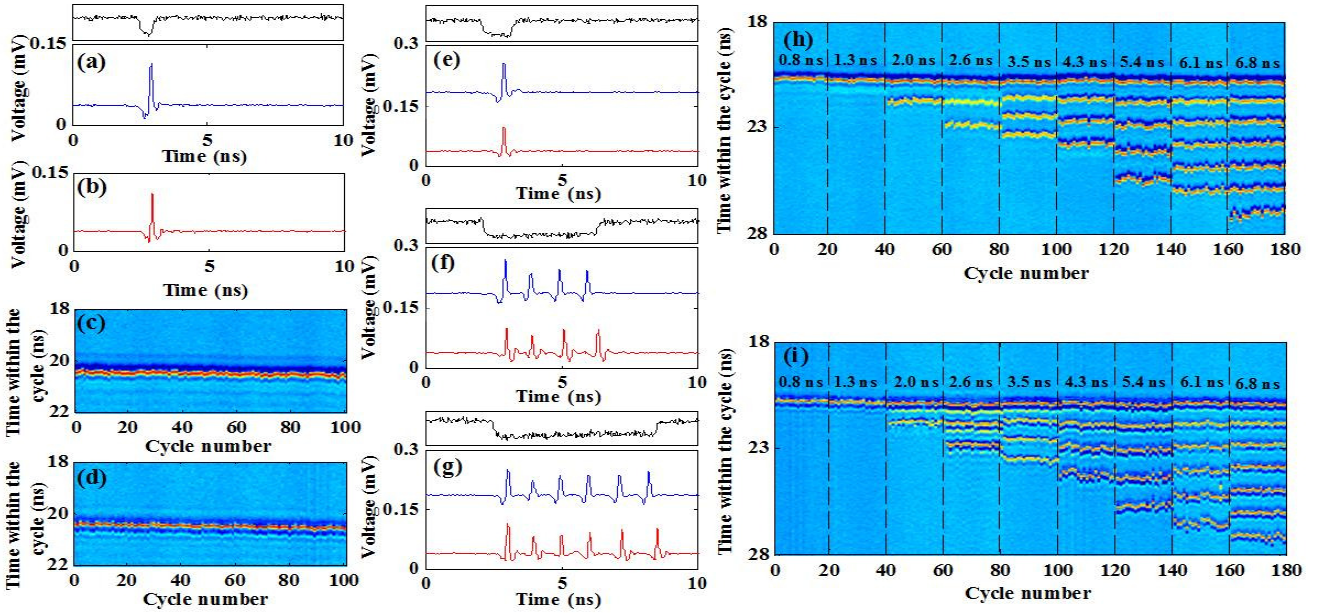 0.15
(a)
Voltage (mV)
0
0 5 10
Time (ns)
0.15
(b)
Voltage (mV)
0
0 5 10
Time (ns)
18
(c)
Time within the
cycle (ns)
20
22
0 20 40 60 80 100
Cycle number
18
(d)
Time within the
cycle (ns)
20
22
0 20 40 60 80 100
Cycle number
0.3
(e)
Voltage (mV)
0.15
0
0 5 10
Time (ns)
0.3
(f)
Voltage (mV)
0.15
0
0 5 10
Time (ns)
0.3
(g)
Voltage (mV)
0.15
0
0 5 10
Time (ns)
18
(h)
0.8 ns 1.3 ns 2.0 ns 2.6 ns 3.5 ns 4.3 ns 5.4 ns 6.1 ns 6.8 ns
Time within the cycle (ns)
23
28
0 20 40 60 80 100 120 140 160 180
Cycle number
18
(i)
0.8 ns 1.3 ns 2.0 ns 2.6 ns 3.5 ns 4.3 ns 5.4 ns 6.1 ns 6.8 ns
Time within the cycle (ns)
23
28
0 20 40 60 80 100 120 140 160 180
Cycle number